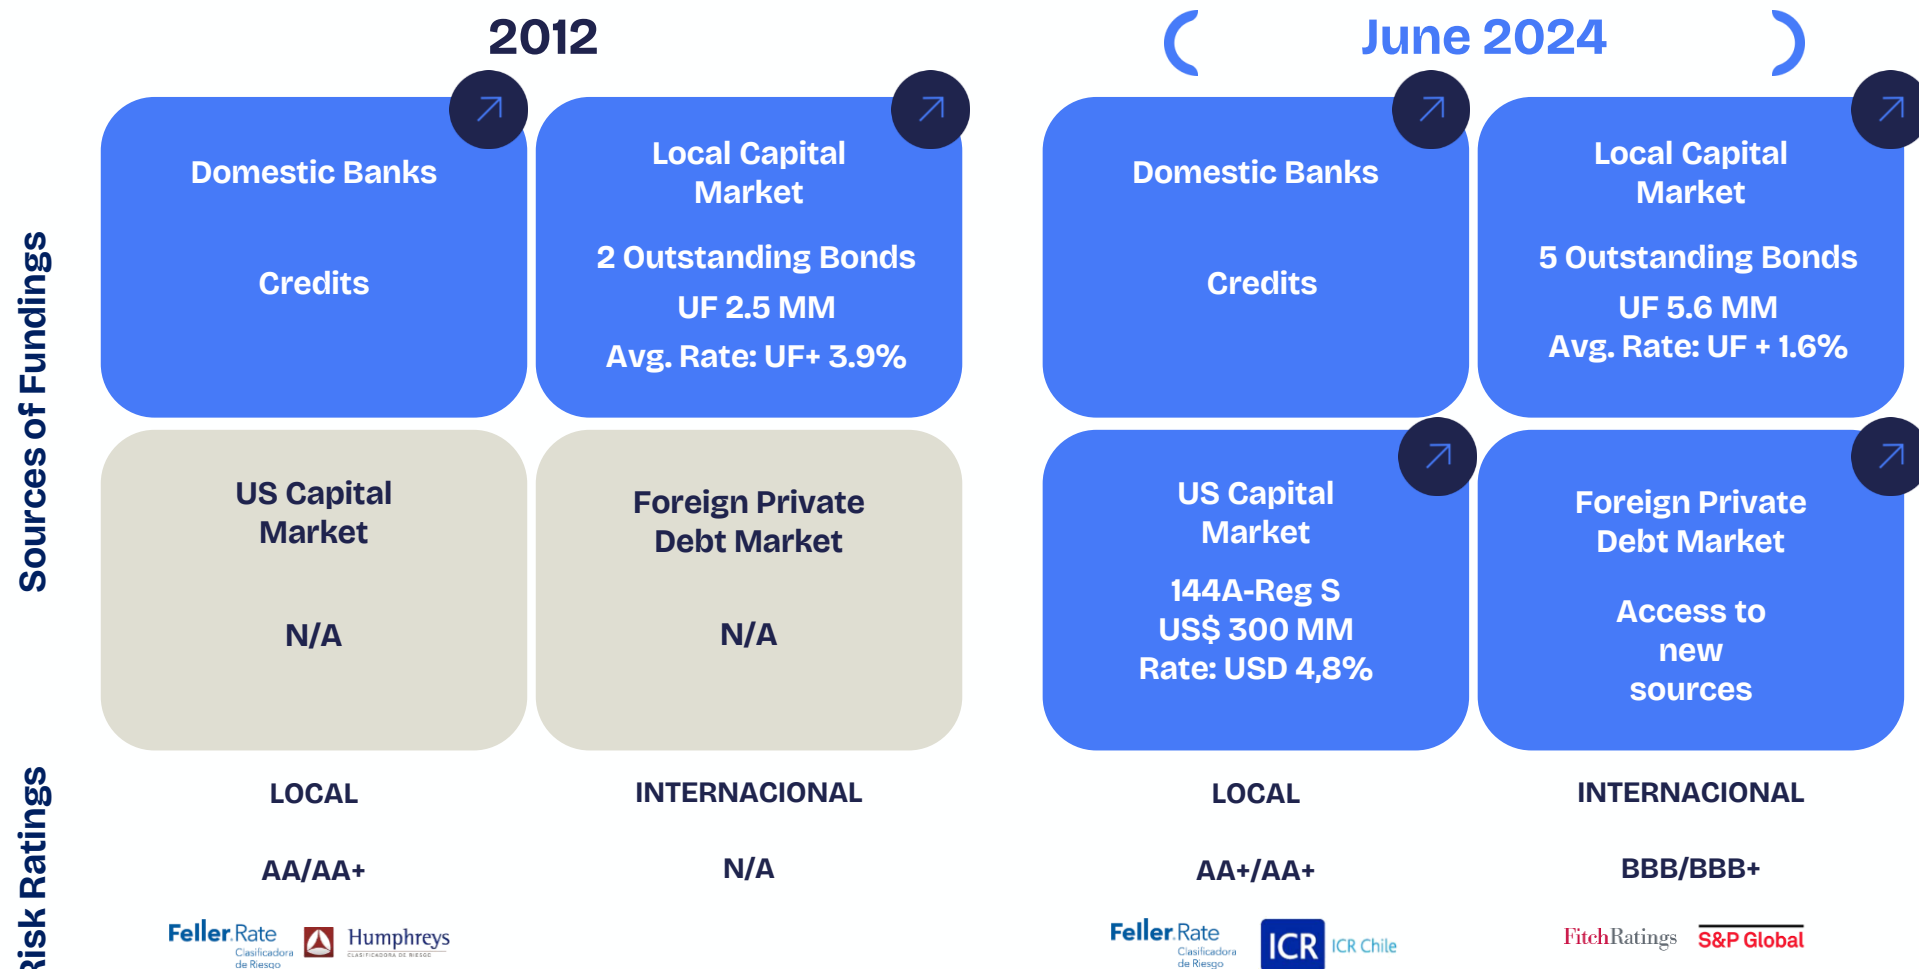 2012
June 2024
Sources of Fundings
Domestic Banks
Credits
Local Capital
Market
2 Outstanding Bonds
UF 2.5 MM
Avg. Rate: UF+ 3.9%
Domestic Banks
Credits
Local Capital
Market
5 Outstanding Bonds
UF 5.6 MM
Avg. Rate: UF + 1.6%
US Capital
Market
N/A
Foreign Private
Debt Market
N/A
US Capital
Market
144A-Reg S
US$ 300 MM
Rate: USD 4,8%
Foreign Private
Debt Market
Access to
new
sources
Risk Ratings
LOCAL
INTERNACIONAL
LOCAL
INTERNACIONAL
AA/AA+
N/A
AA+/AA+
BBB/BBB+
Feller.Rate
Clasificadora
de Riesgo
Humphreys
CLASIFICADORA DE RIESGO
Feller.Rate
Clasificadora
de Riesgo
ICR
ICR Chile
FitchRatings
S&P Global